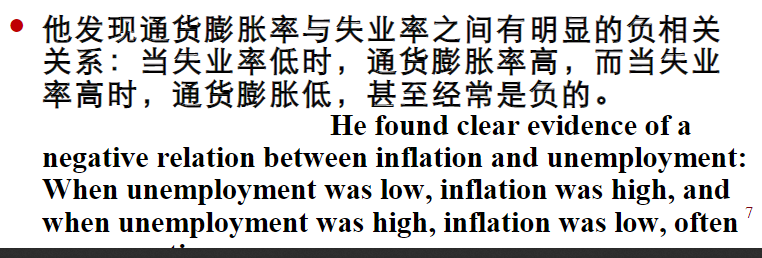 他发现通货膨胀率与失业率之间有明显的负相关
关系：当失业率低时，通货膨胀率高，而当失业
率高时，通货膨胀低，甚至经常是负的。
He found clear evidence of a
negative relation between inflation and unemployment:
When unemployment was low, inflation was high, and
when unemployment was high, inflation was low, often
7